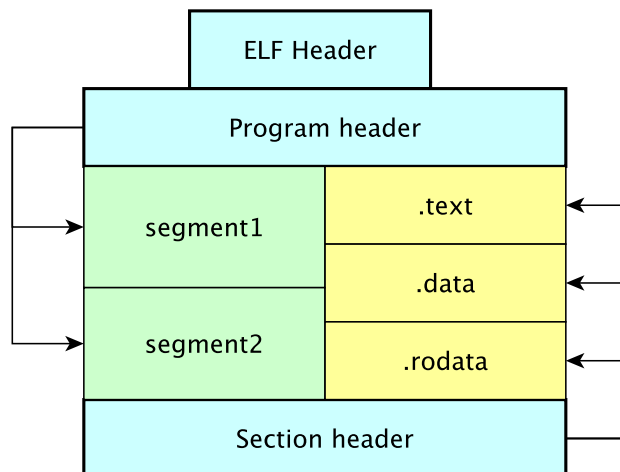 ELF Header
Program header
segment1
.text
.data
segment2
.rodata
Section header